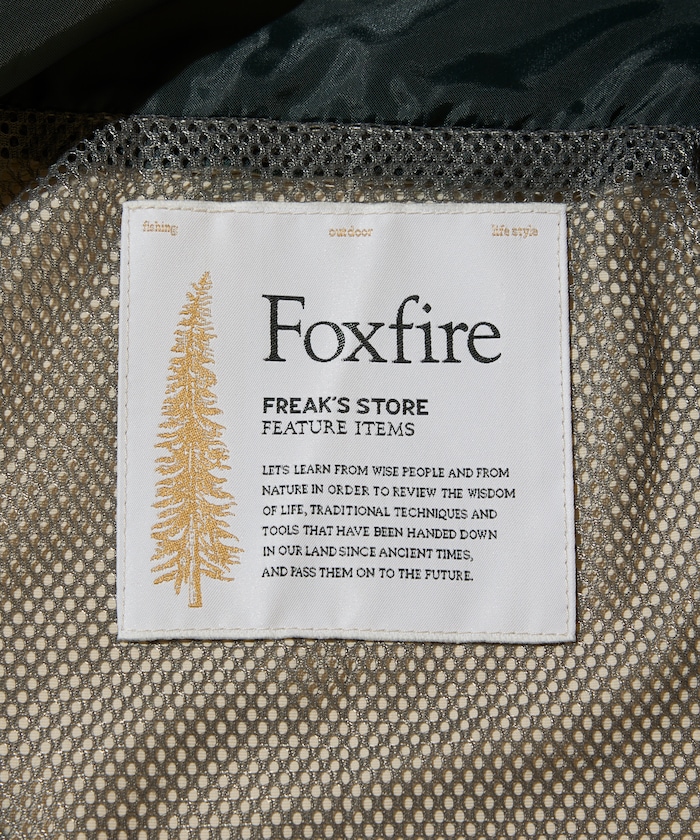 fishing outdoor life style
Foxfire
FREAK'S STORE
FEATURE ITEMS
LET'S LEARN FROM WISE PEOPLE AND FROM
NATURE IN ORDER TO REVIEW THE WISDOM
OF LIFE, TRADITIONAL TECHNIQUES AND
TOOLS THAT HAVE BEEN HANDED DOWN
IN OUR LAND SINCE ANCIENT TIMES,
AND PASS THEM ON TO THE FUTURE.